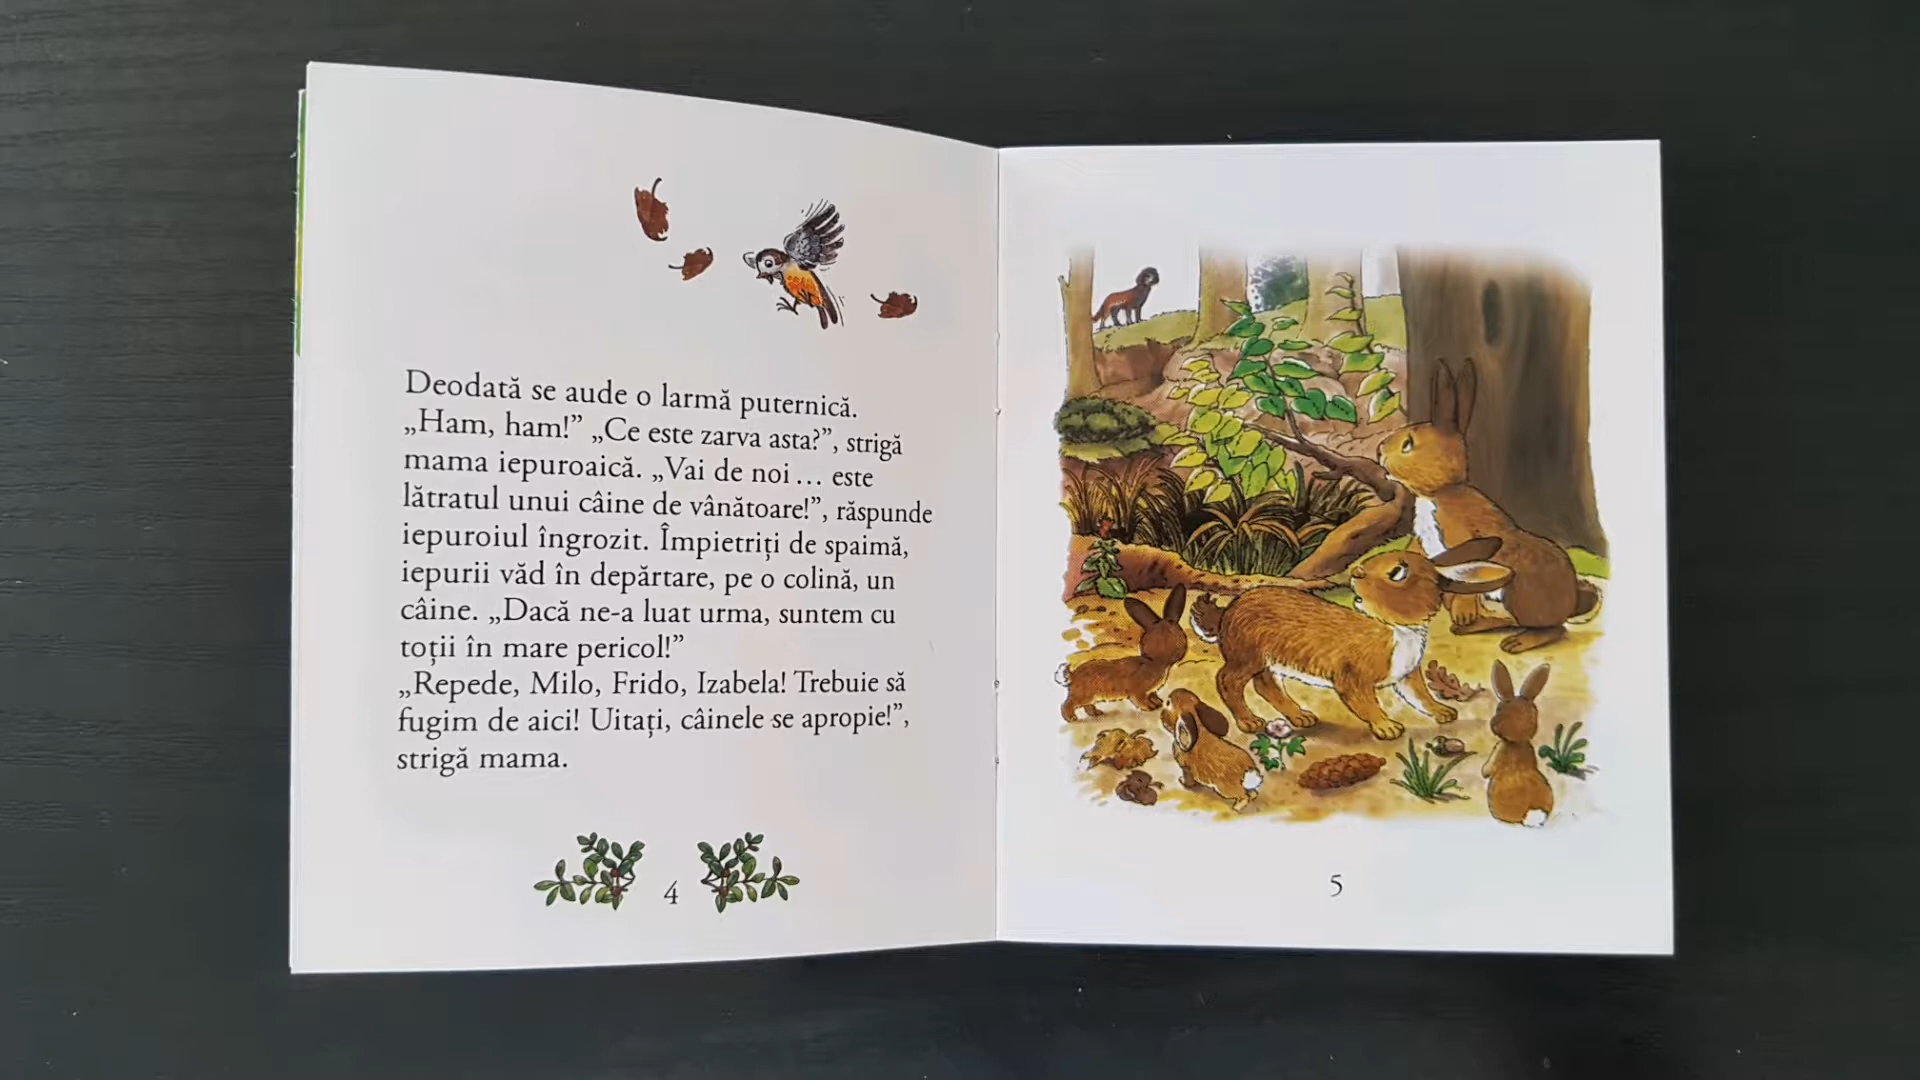 Deodată se aude o larmă puternică.
„Ham, ham!” „Ce este zarva asta?”, strigă
mama iepuroaică. „Vai de noi... este
lătratul unui câine de vânătoare!”, răspunde
iepuroiul îngrozit. Împietriți de spaimă,
iepurii văd în depărtare, pe o colină, un
câine. „Dacă ne-a luat urma, suntem cu
toții în mare pericol!”
„Repede, Milo, Frido, Izabela! Trebuie să
fugim de aici! Uitați, câinele se apropie!”,
strigă mama.
4
5